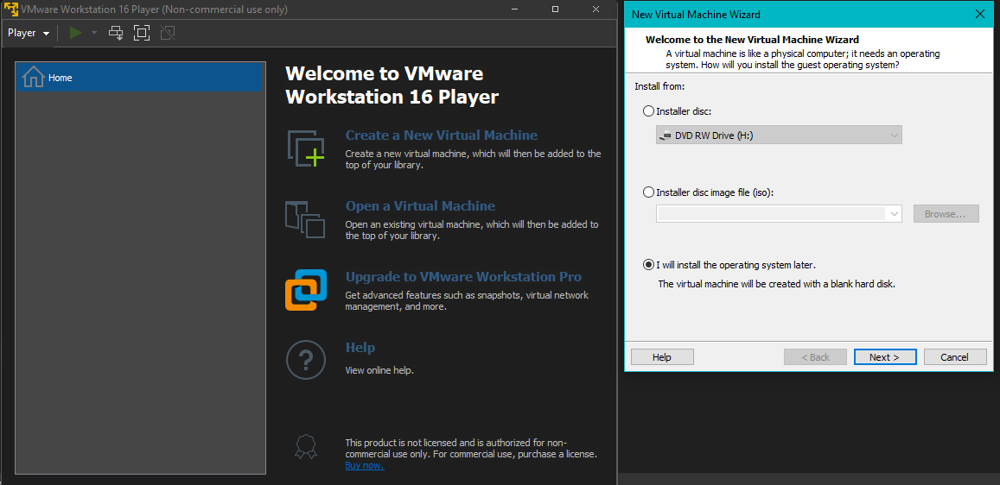 VMware Workstation 16 Player (Non-commercial use only)
Player
Home
Welcome to VMware
Workstation 16 Player
Create a New Virtual Machine
Create a new virtual machine, which will then be added to the
top of your library.
Open a Virtual Machine
Open an existing virtual machine, which will then be added to
the top of your library.
Upgrade to VMware Workstation Pro
Get advanced features such as snapshots, virtual network
management, and more.
?
Help
View online help.
This product is not licensed and is authorized for non-
commercial use only. For commercial use, purchase a license.
Buy now.
New Virtual Machine Wizard
Welcome to the New Virtual Machine Wizard
A virtual machine is like a physical computer; it needs an operating
system. How will you install the guest operating system?
Install from:
Installer disc:
DVD RW Drive (H:)
Installer disc image file (iso):
Browse...
I will install the operating system later.
The virtual machine will be created with a blank hard disk.
Help
< Back
Next >
Cancel